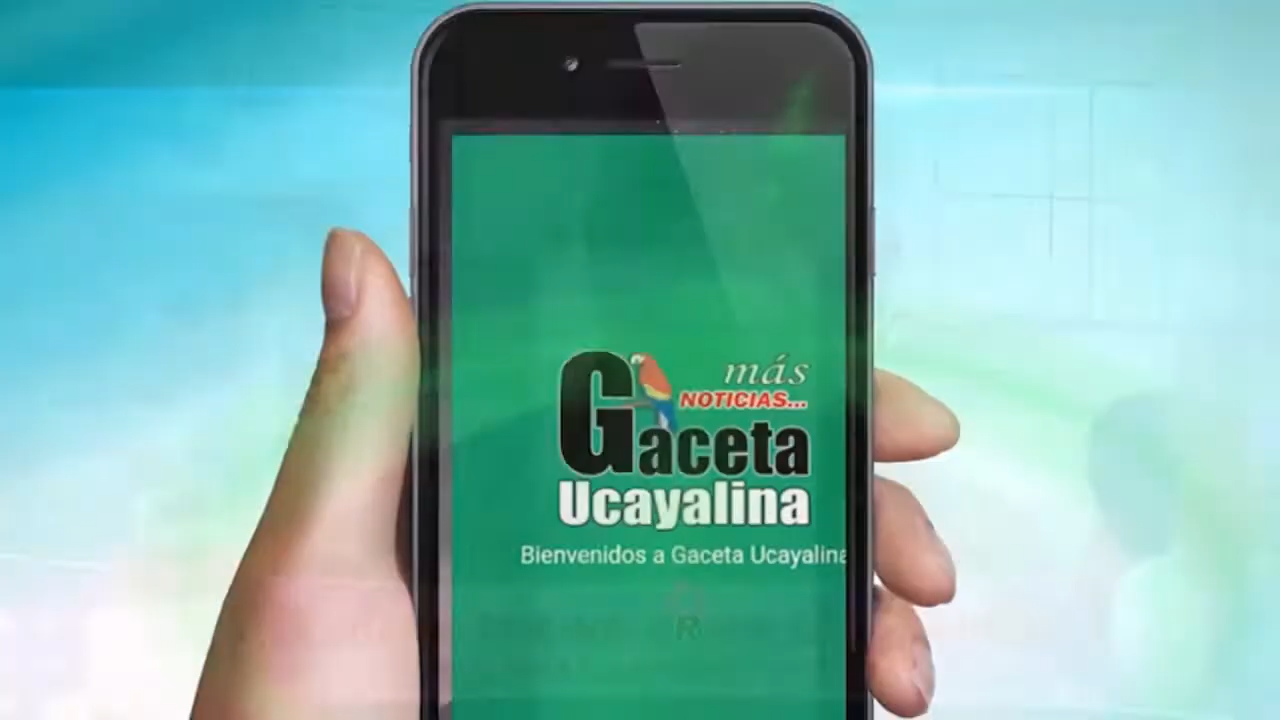 más
NOTICIAS...
Gaceta
Ucayalina
Bienvenidos a Gaceta Ucayalina
R